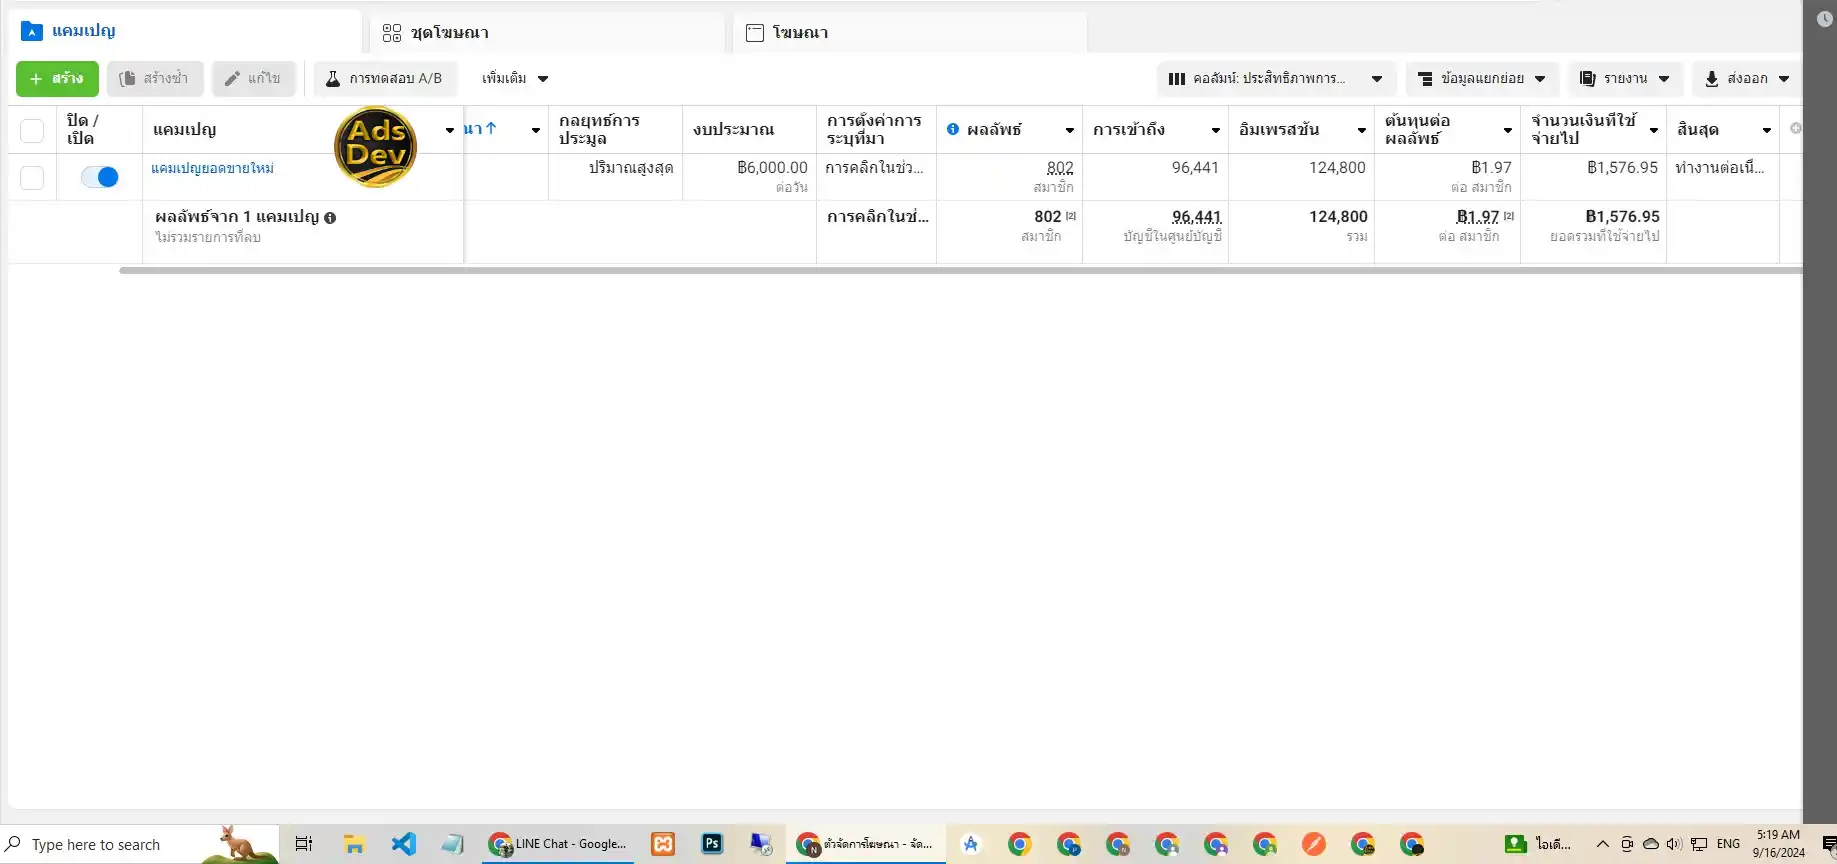 แคมเปญ
ชุดโฆษณา
โฆษณา
สร้าง
สร้างซ้ำ
แก้ไข
การทดสอบ A/B
เพิ่มเติม
คอลัมน์: ประสิทธิภาพการ...
ข้อมูลแยกย่อย
รายงาน
ส่งออก
ปิด /
เปิด
แคมเปญ
Ads
Dev
กลยุทธ์การ
ประมูล
งบประมาณ
การตั้งค่าการ
ระบุที่มา
ผลลัพธ์
การเข้าถึง
อิมเพรสชัน
ต้นทุนต่อ
ผลลัพธ์
จำนวนเงินที่ใช้
จ่ายไป
สิ้นสุด
แคมเปญยอดขายใหม่
ปริมาณสูงสุด
฿6,000.00
ต่อวัน
การคลิกในช่ว...
802
สมาชิก
96,441
124,800
฿1.97
ต่อ สมาชิก
฿1,576.95
ทำงานต่อเนื่...
ผลลัพธ์จาก 1 แคมเปญ
ไม่รวมรายการที่ลบ
การคลิกในช่...
802 [2]
สมาชิก
96,441
บัญชีในศูนย์บัญชี
124,800
รวม
฿1.97 [2]
ต่อ สมาชิก
฿1,576.95
ยอดรวมที่ใช้จ่ายไป
Type here to search
LINE Chat - Google...
Ps
ตัวจัดการโฆษณา - จัด...
ไอเดี...
ENG
5:19 AM
9/16/2024